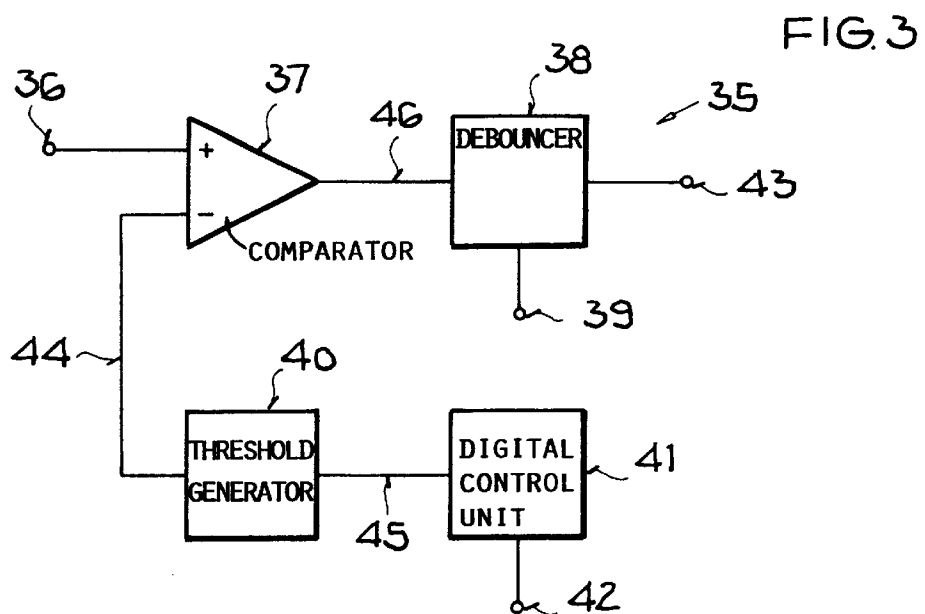 FIG. 3
36
37
46
38
35
DEBOUNCER
+
43
−
COMPARATOR
39
44
40
THRESHOLD
GENERATOR
DIGITAL
CONTROL
UNIT
41
45
42